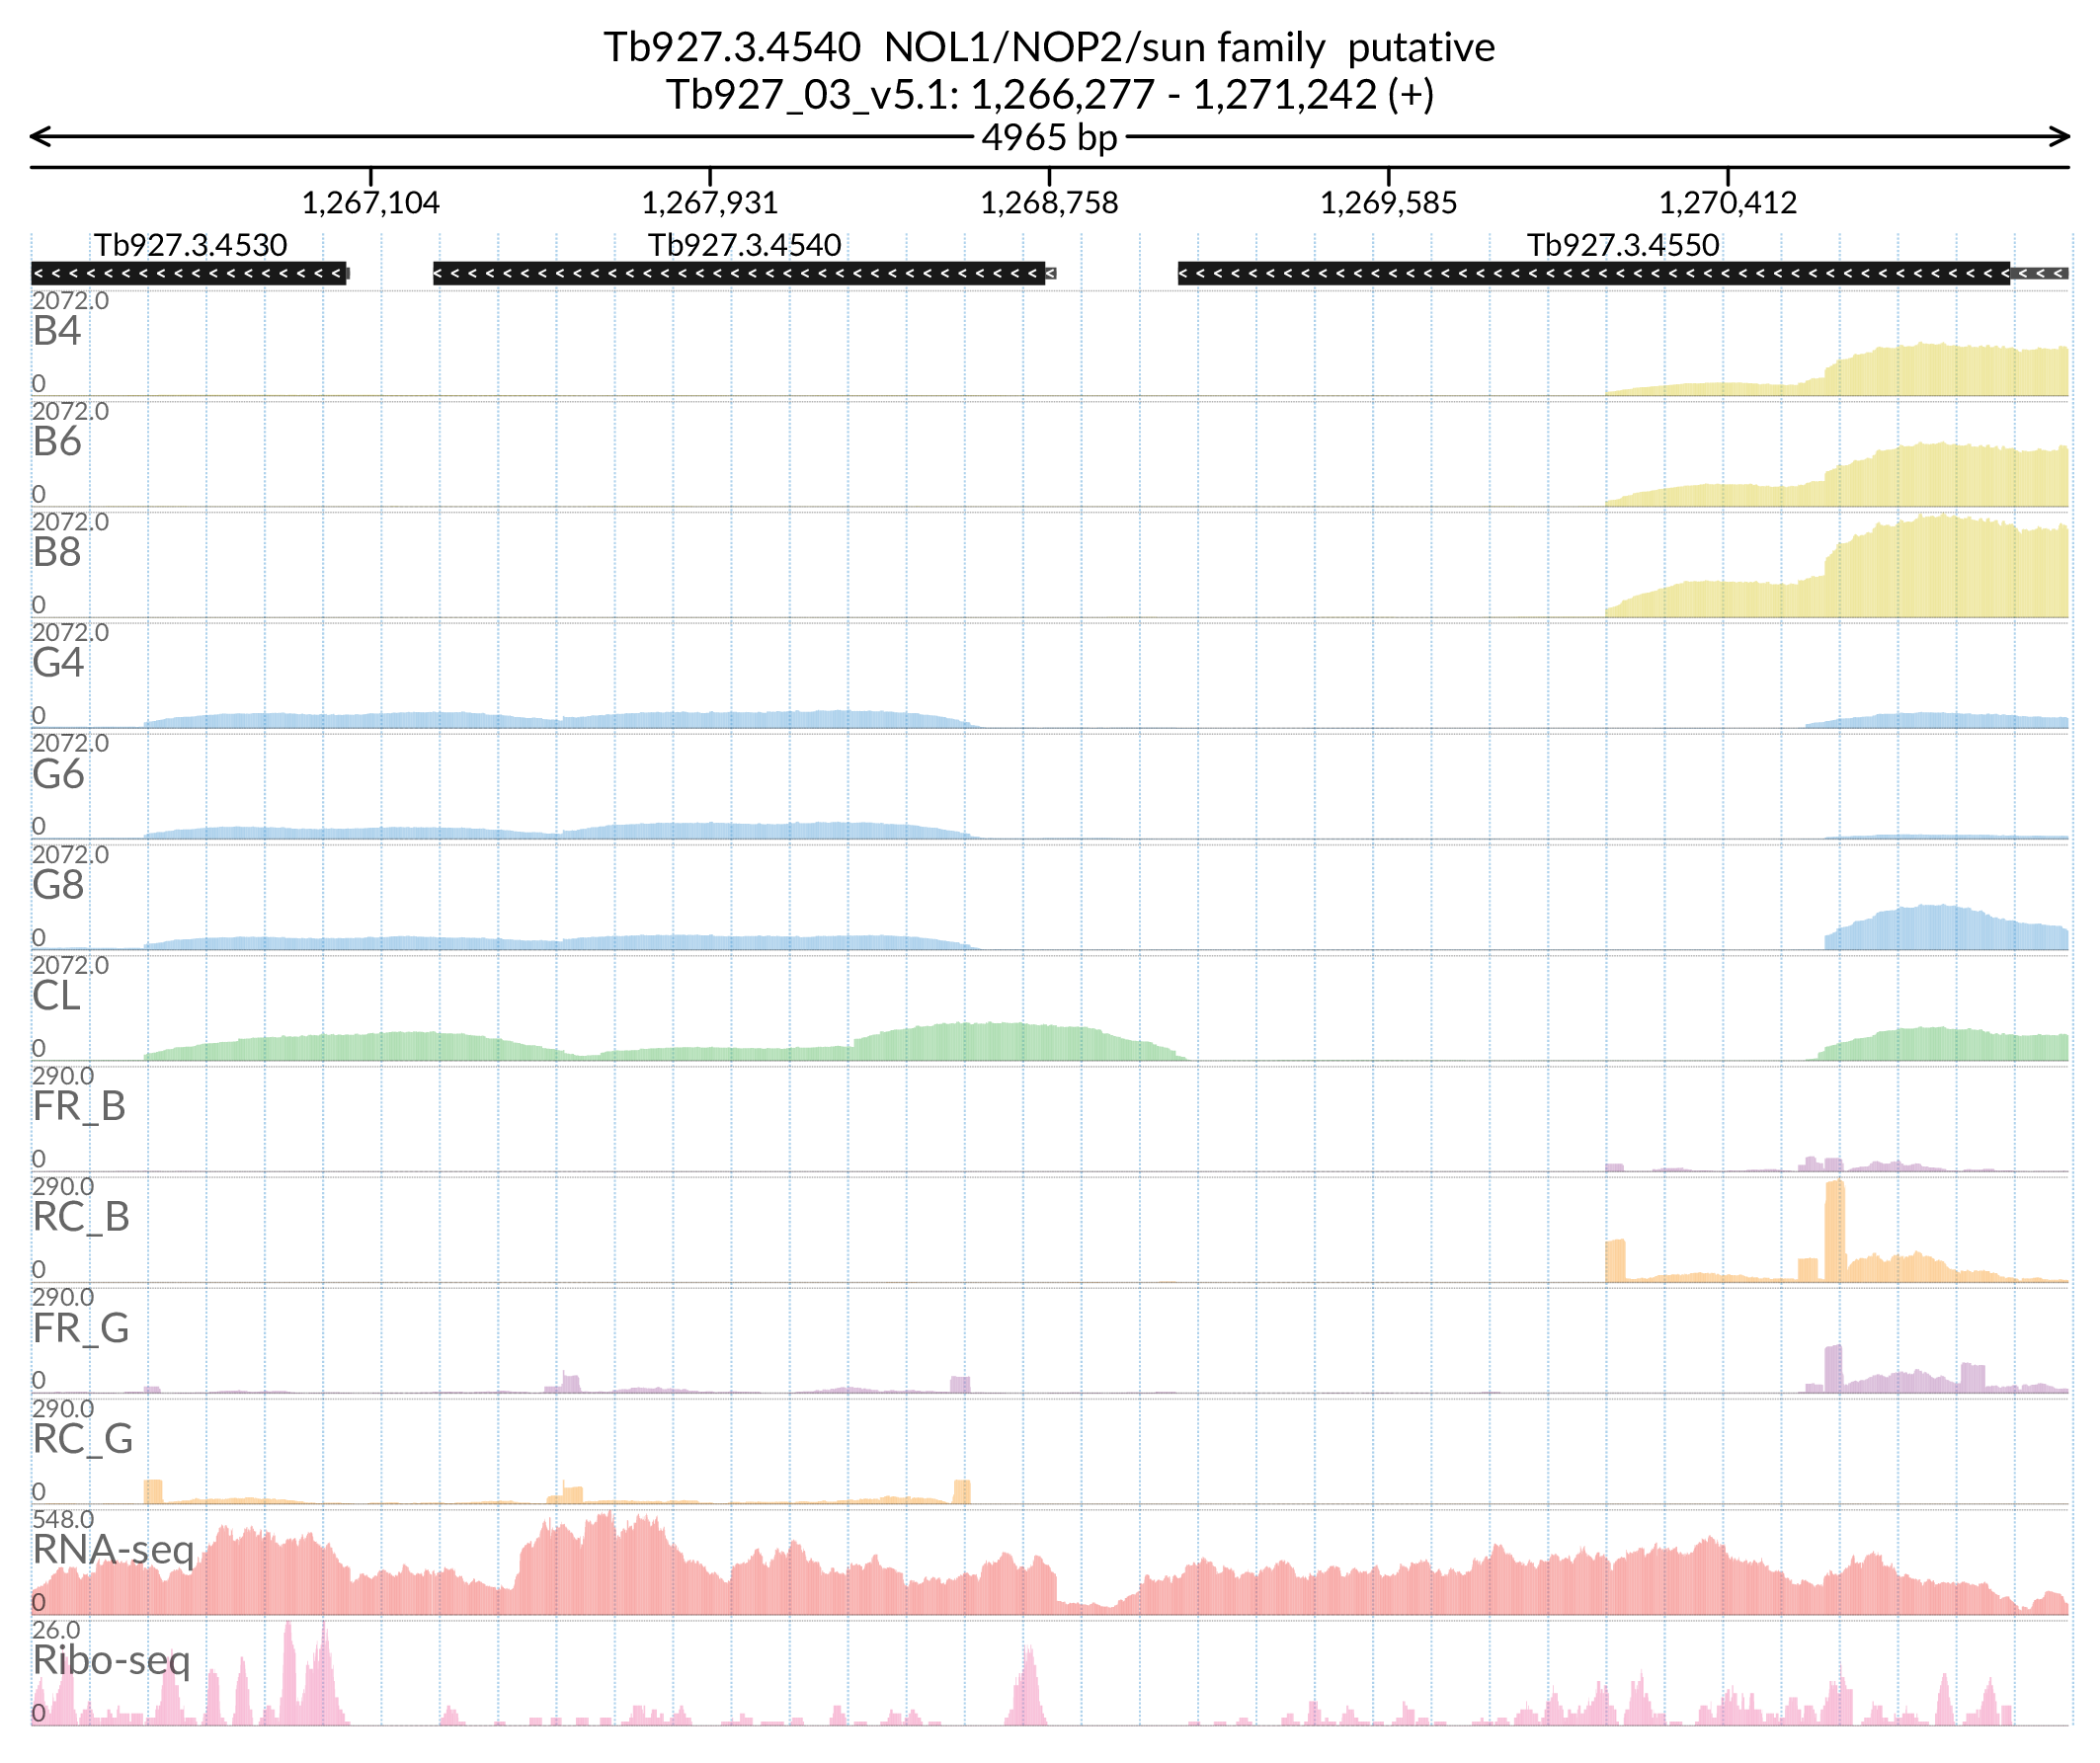 Tb927.3.4540  NOL1/NOP2/sun family  putative
Tb927_03_v5.1: 1,266,277 - 1,271,242 (+)
4965 bp
1,267,104 1,267,931 1,268,758 1,269,585 1,270,412
Tb927.3.4530 Tb927.3.4540 Tb927.3.4550
2072.0
B4
0
2072.0
B6
0
2072.0
B8
0
2072.0
G4
0
2072.0
G6
0
2072.0
G8
0
2072.0
CL
0
290.0
FR_B
0
290.0
RC_B
0
290.0
FR_G
0
290.0
RC_G
0
548.0
RNA-seq
0
26.0
Ribo-seq
0